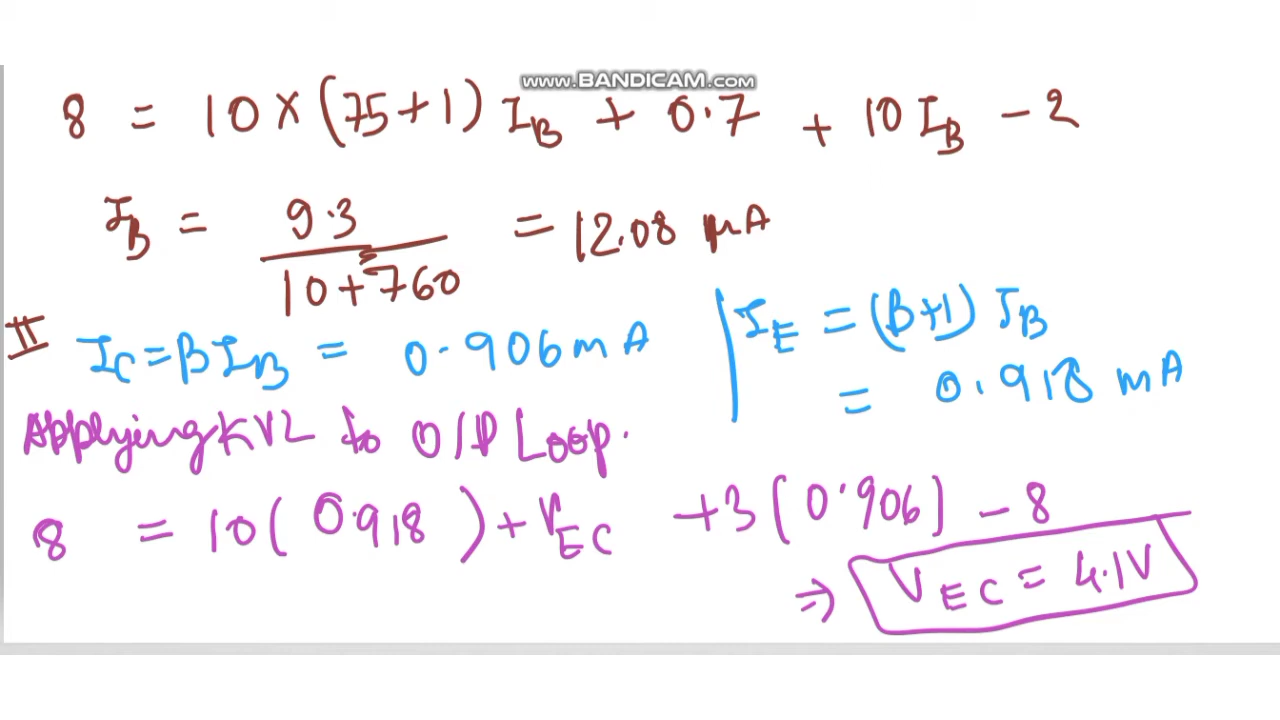 www.BANDICAM.com
8 = 10 × (75+1) I_B + 0.7 + 10 I_B - 2
I_B = 9.3 / (10+760) = 12.08 μA
II I_C = β I_B = 0.906 mA
I_E = (β+1) I_B
= 0.918 mA
Applying KVL to O/P Loop.
8 = 10 ( 0.918 ) + V_EC + 3 ( 0.906 ) - 8
⇒ V_EC = 4.1V